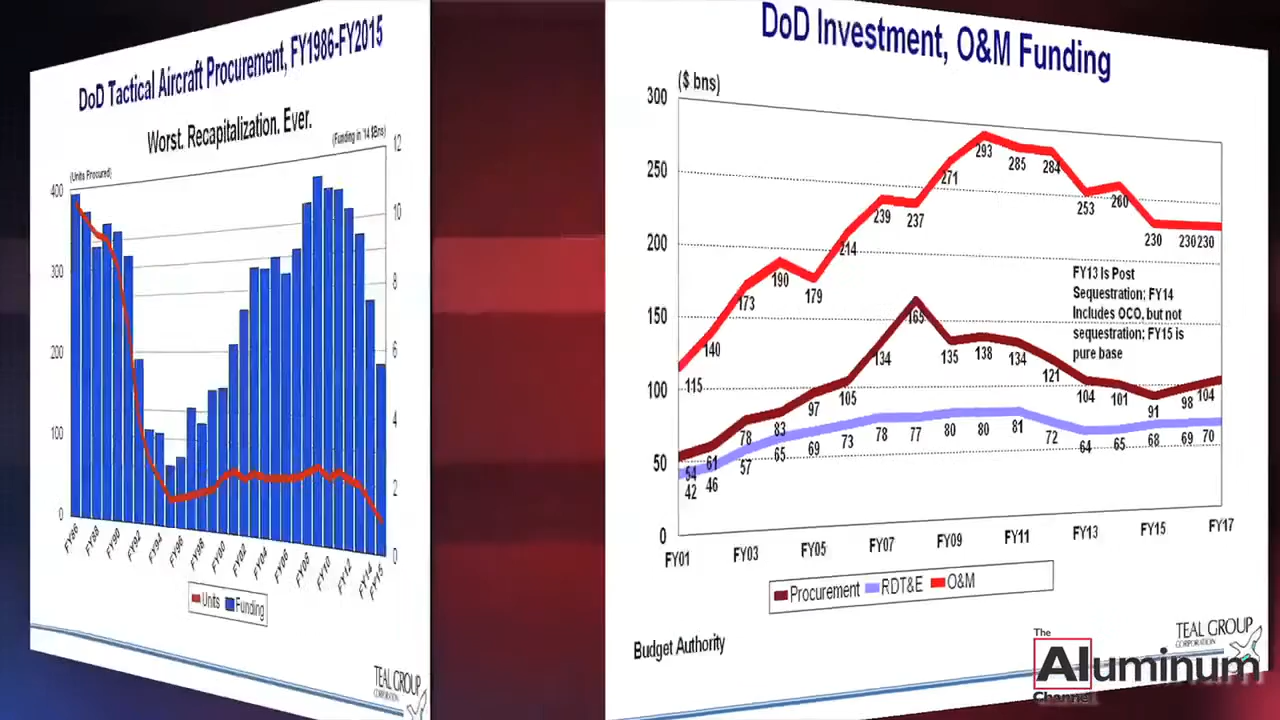 DoD Tactical Aircraft Procurement, FY1986-FY2015
Worst. Recapitalization. Ever.
(Units Procured)
(Funding in '14 $Bns)
400
300
200
100
0
12
10
8
6
4
2
0
FY86
FY88
FY90
FY92
FY94
FY96
FY98
FY00
FY02
FY04
FY06
FY08
FY10
FY12
FY14
FY15
Units
Funding
TEAL GROUP
CORPORATION
DoD Investment, O&M Funding
($ bns)
300
250
200
150
100
50
0
115
140
173
190
179
214
239
237
271
293
285
284
253
260
230
230
230
54
61
78
83
97
105
134
165
135
138
134
121
104
101
91
98
104
42
46
57
65
69
73
78
77
80
80
81
72
64
65
68
69
70
FY13 Is Post
Sequestration; FY14
Includes OCO, but not
sequestration; FY15 is
pure base
FY01
FY03
FY05
FY07
FY09
FY11
FY13
FY15
FY17
Procurement
RDT&E
O&M
Budget Authority
TEAL GROUP
CORPORATION
The
Aluminum
Channel